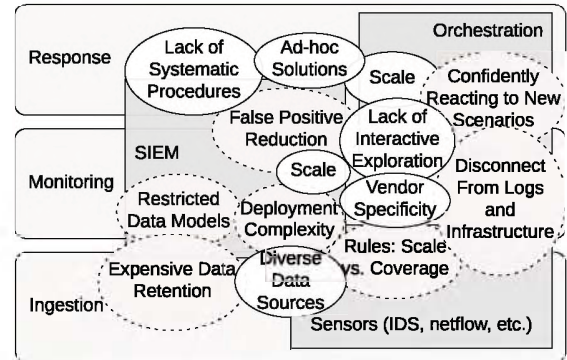 Orchestration
Response
Lack of
Systematic
Procedures
Ad-hoc
Solutions
Scale
Confidently
Reacting to New
Scenarios
False Positive
Reduction
Lack of
Interactive
Exploration
SIEM
Monitoring
Scale
Disconnect
From Logs
and
Infrastructure
Restricted
Data Models
Deployment
Complexity
Vendor
Specificity
Rules: Scale
vs. Coverage
Ingestion
Expensive Data
Retention
Diverse
Data
Sources
Sensors (IDS, netflow, etc.)